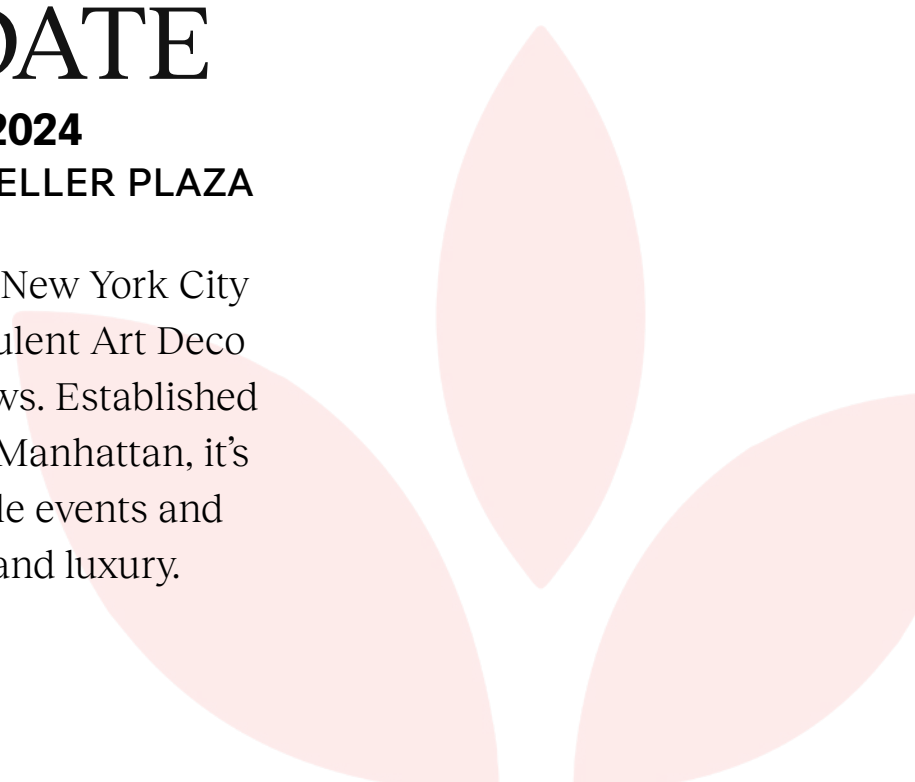 DATE
2024
ELLER PLAZA
New York City
ulent Art Deco
ws. Established
Manhattan, it’s
le events and
and luxury.